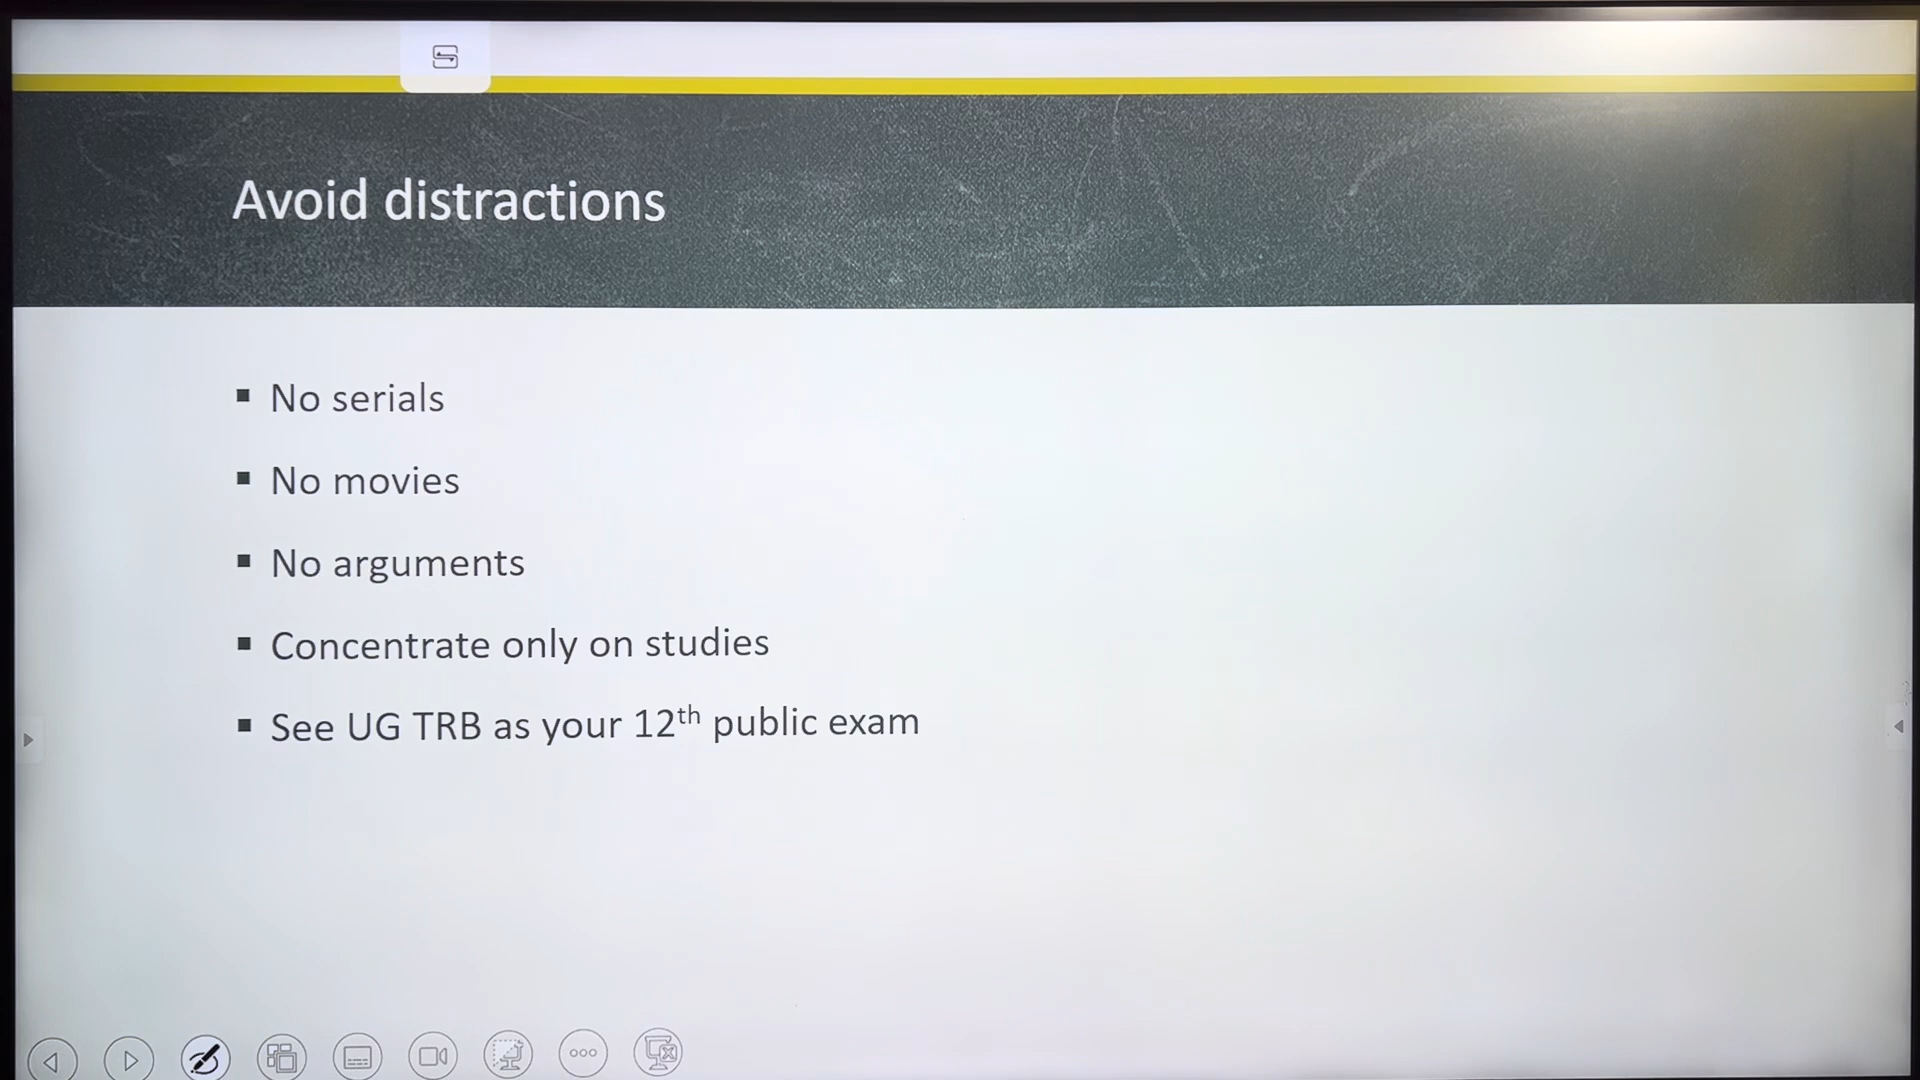 Avoid distractions
▪ No serials
▪ No movies
▪ No arguments
▪ Concentrate only on studies
▪ See UG TRB as your 12th public exam